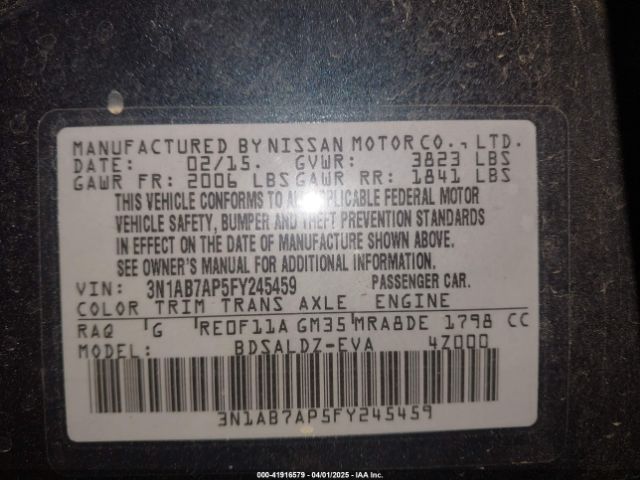 MANUFACTURED BY NISSAN MOTOR CO., LTD.
DATE: 02/15. GVWR: 3823 LBS
GAWR FR: 2006 LBS GAWR RR: 1841 LBS
THIS VEHICLE CONFORMS TO ALL APPLICABLE FEDERAL MOTOR
VEHICLE SAFETY, BUMPER AND THEFT PREVENTION STANDARDS
IN EFFECT ON THE DATE OF MANUFACTURE SHOWN ABOVE.
SEE OWNER'S MANUAL FOR ADDITIONAL INFORMATION.
VIN: 3N1AB7AP5FY245459 PASSENGER CAR.
COLOR TRIM TRANS AXLE ENGINE
RAQ G RE0F11A GM35 MRA8DE 1798 CC
MODEL: BDSALDZ-EVA 4Z000
3N1AB7AP5FY245459
000-41916579 - 04/01/2025 - IAA Inc.